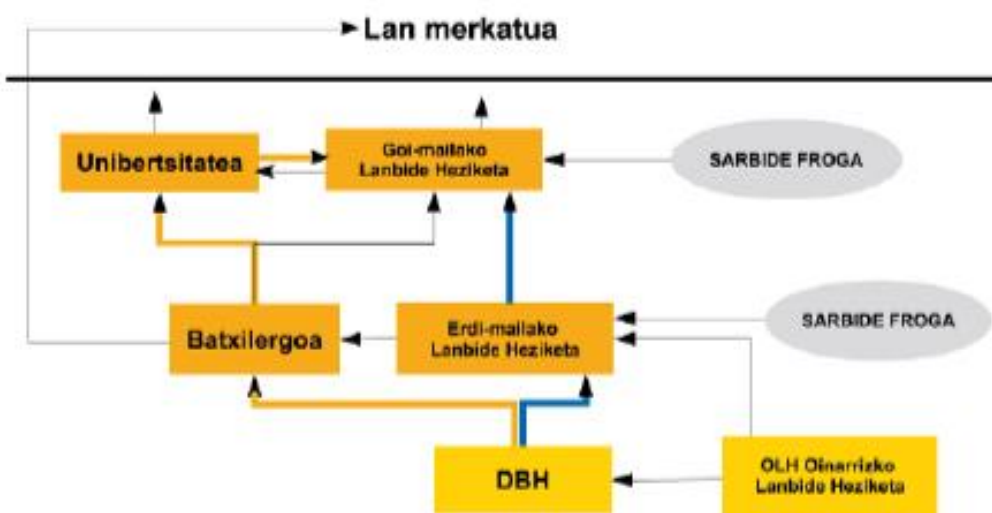 Lan merkatua
Unibertsitatea
Goi-mailako
Lanbide Heziketa
SARBIDE FROGA
Batxilergoa
Erdi-mailako
Lanbide Heziketa
SARBIDE FROGA
DBH
OLH Oinarrizko
Lanbide Heziketa